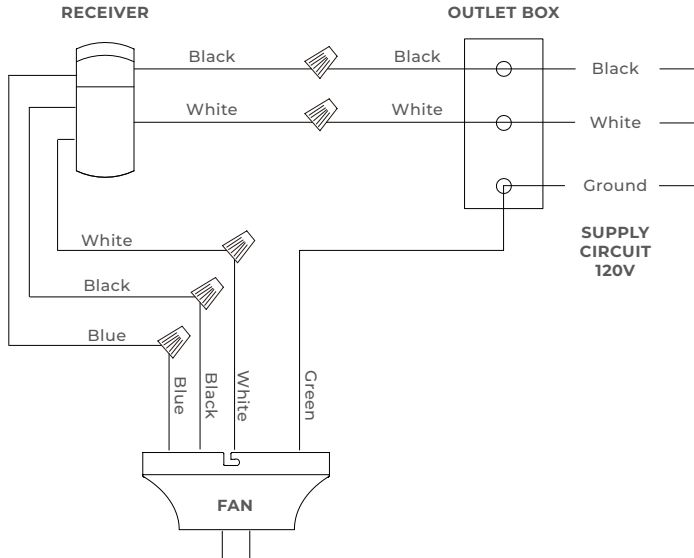 RECEIVER
OUTLET BOX
Black
Black
Black
White
White
White
Ground
SUPPLY
CIRCUIT
120V
White
Black
Blue
Blue
Black
White
Green
FAN